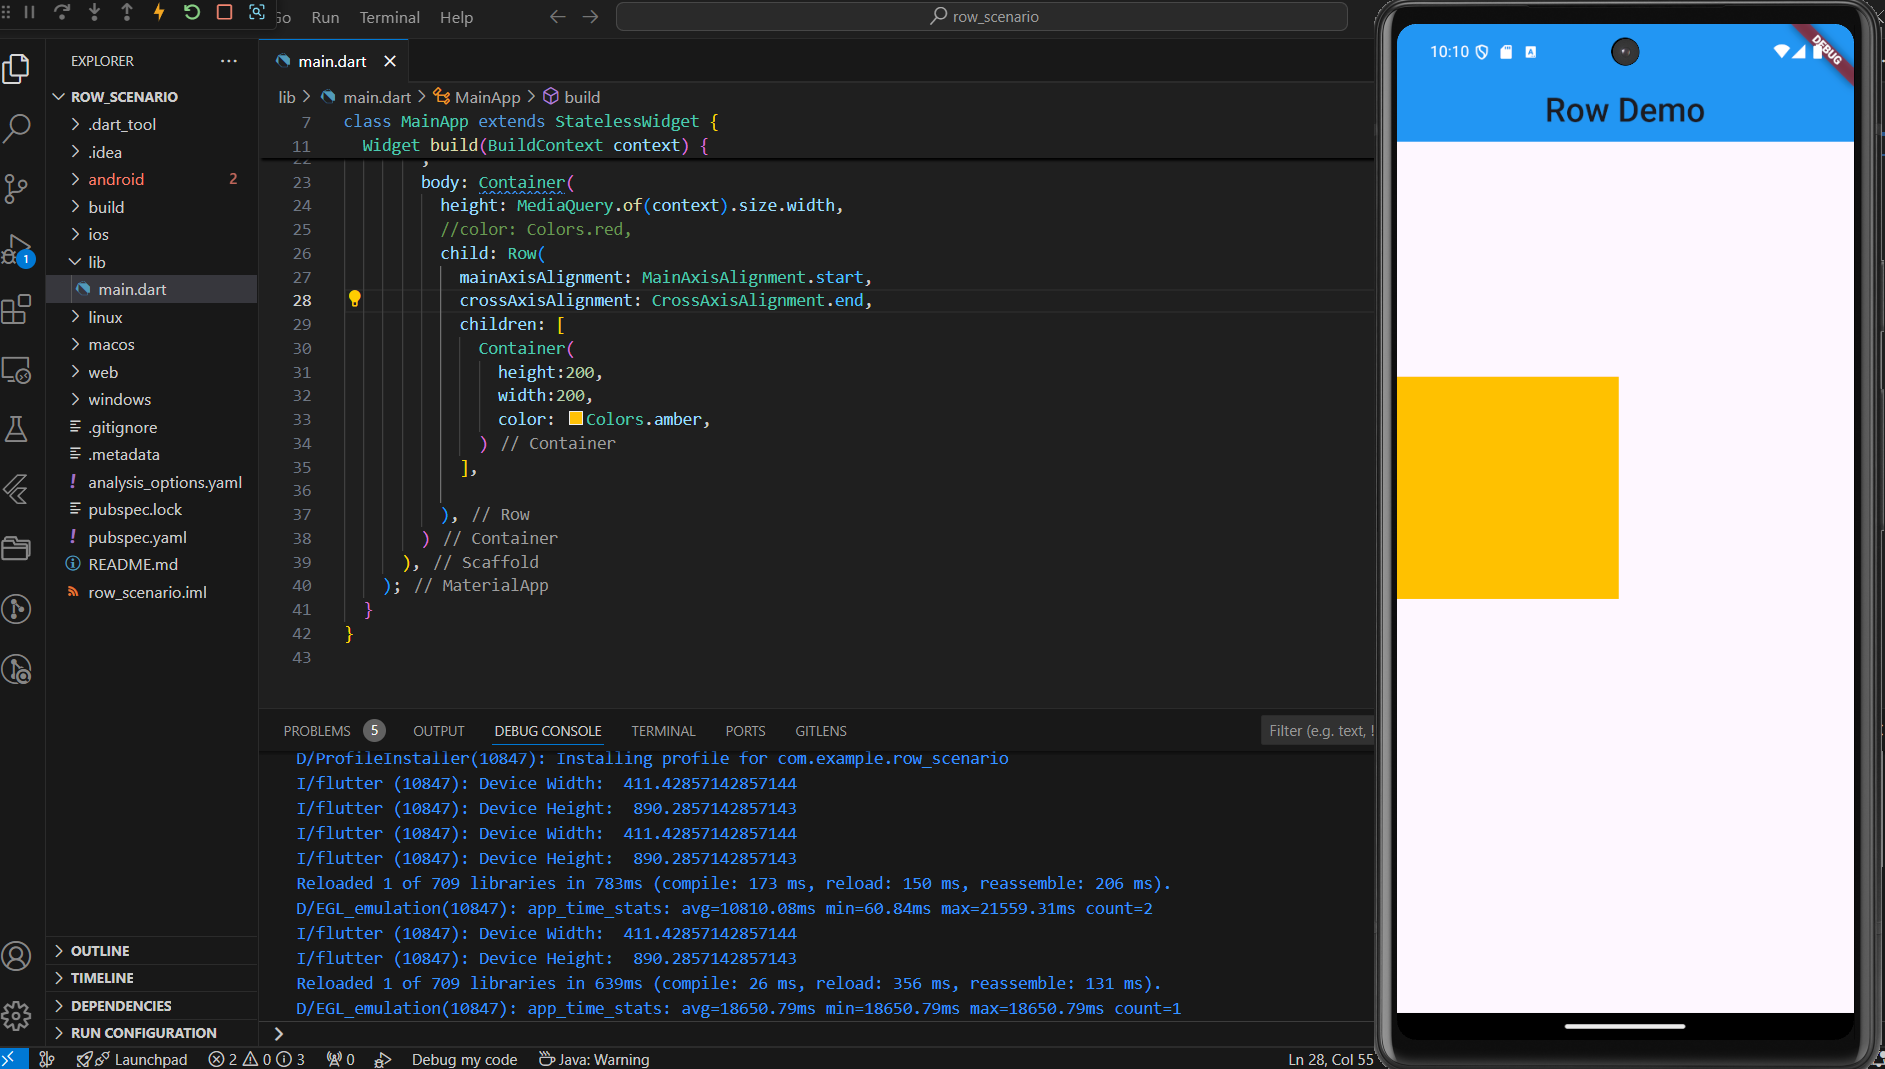 Go Run Terminal Help
row_scenario
EXPLORER
ROW_SCENARIO
.dart_tool
.idea
android 2
build
ios
lib
main.dart
linux
macos
web
windows
.gitignore
.metadata
analysis_options.yaml
pubspec.lock
pubspec.yaml
README.md
row_scenario.iml
OUTLINE
TIMELINE
DEPENDENCIES
RUN CONFIGURATION
1
main.dart
lib > main.dart > MainApp > build
7 class MainApp extends StatelessWidget {
11 Widget build(BuildContext context) {
22 ,
23 body: Container(
24 height: MediaQuery.of(context).size.width,
25 //color: Colors.red,
26 child: Row(
27 mainAxisAlignment: MainAxisAlignment.start,
28 crossAxisAlignment: CrossAxisAlignment.end,
29 children: [
30 Container(
31 height:200,
32 width:200,
33 color: Colors.amber,
34 ) // Container
35 ],
36
37 ), // Row
38 ) // Container
39 ), // Scaffold
40 ); // MaterialApp
41 }
42 }
43
PROBLEMS 5 OUTPUT DEBUG CONSOLE TERMINAL PORTS GITLENS
Filter (e.g. text, !
D/ProfileInstaller(10847): Installing profile for com.example.row_scenario
I/flutter (10847): Device Width:  411.42857142857144
I/flutter (10847): Device Height:  890.2857142857143
I/flutter (10847): Device Width:  411.42857142857144
I/flutter (10847): Device Height:  890.2857142857143
Reloaded 1 of 709 libraries in 783ms (compile: 173 ms, reload: 150 ms, reassemble: 206 ms).
D/EGL_emulation(10847): app_time_stats: avg=10810.08ms min=60.84ms max=21559.31ms count=2
I/flutter (10847): Device Width:  411.42857142857144
I/flutter (10847): Device Height:  890.2857142857143
Reloaded 1 of 709 libraries in 639ms (compile: 26 ms, reload: 356 ms, reassemble: 131 ms).
D/EGL_emulation(10847): app_time_stats: avg=18650.79ms min=18650.79ms max=18650.79ms count=1
>
Launchpad 2 0 3 0 Debug my code Java: Warning Ln 28, Col 55
10:10 A
DEBUG
Row Demo